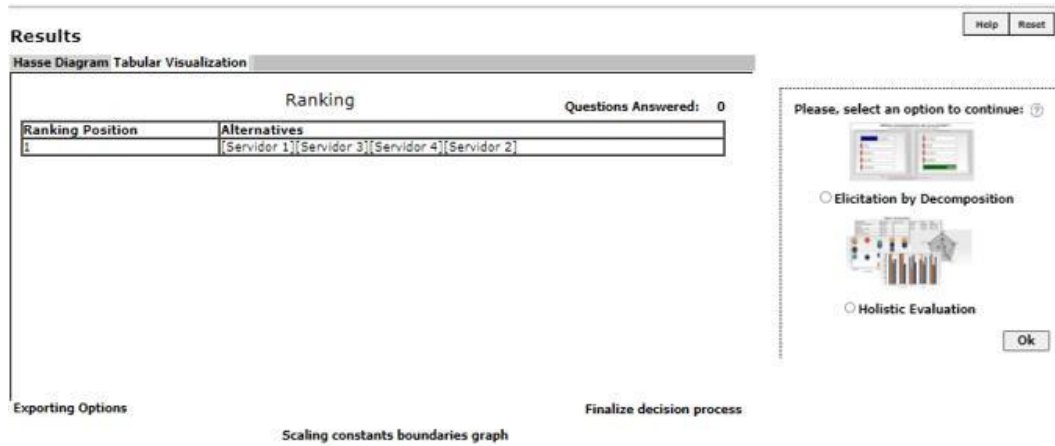 Help Reset
Results
Hasse Diagram Tabular Visualization
Ranking
Questions Answered: 0
Ranking Position Alternatives
1 [Servidor 1][Servidor 3][Servidor 4][Servidor 2]
Please, select an option to continue: ?
Elicitation by Decomposition
Holistic Evaluation
Ok
Exporting Options
Finalize decision process
Scaling constants boundaries graph